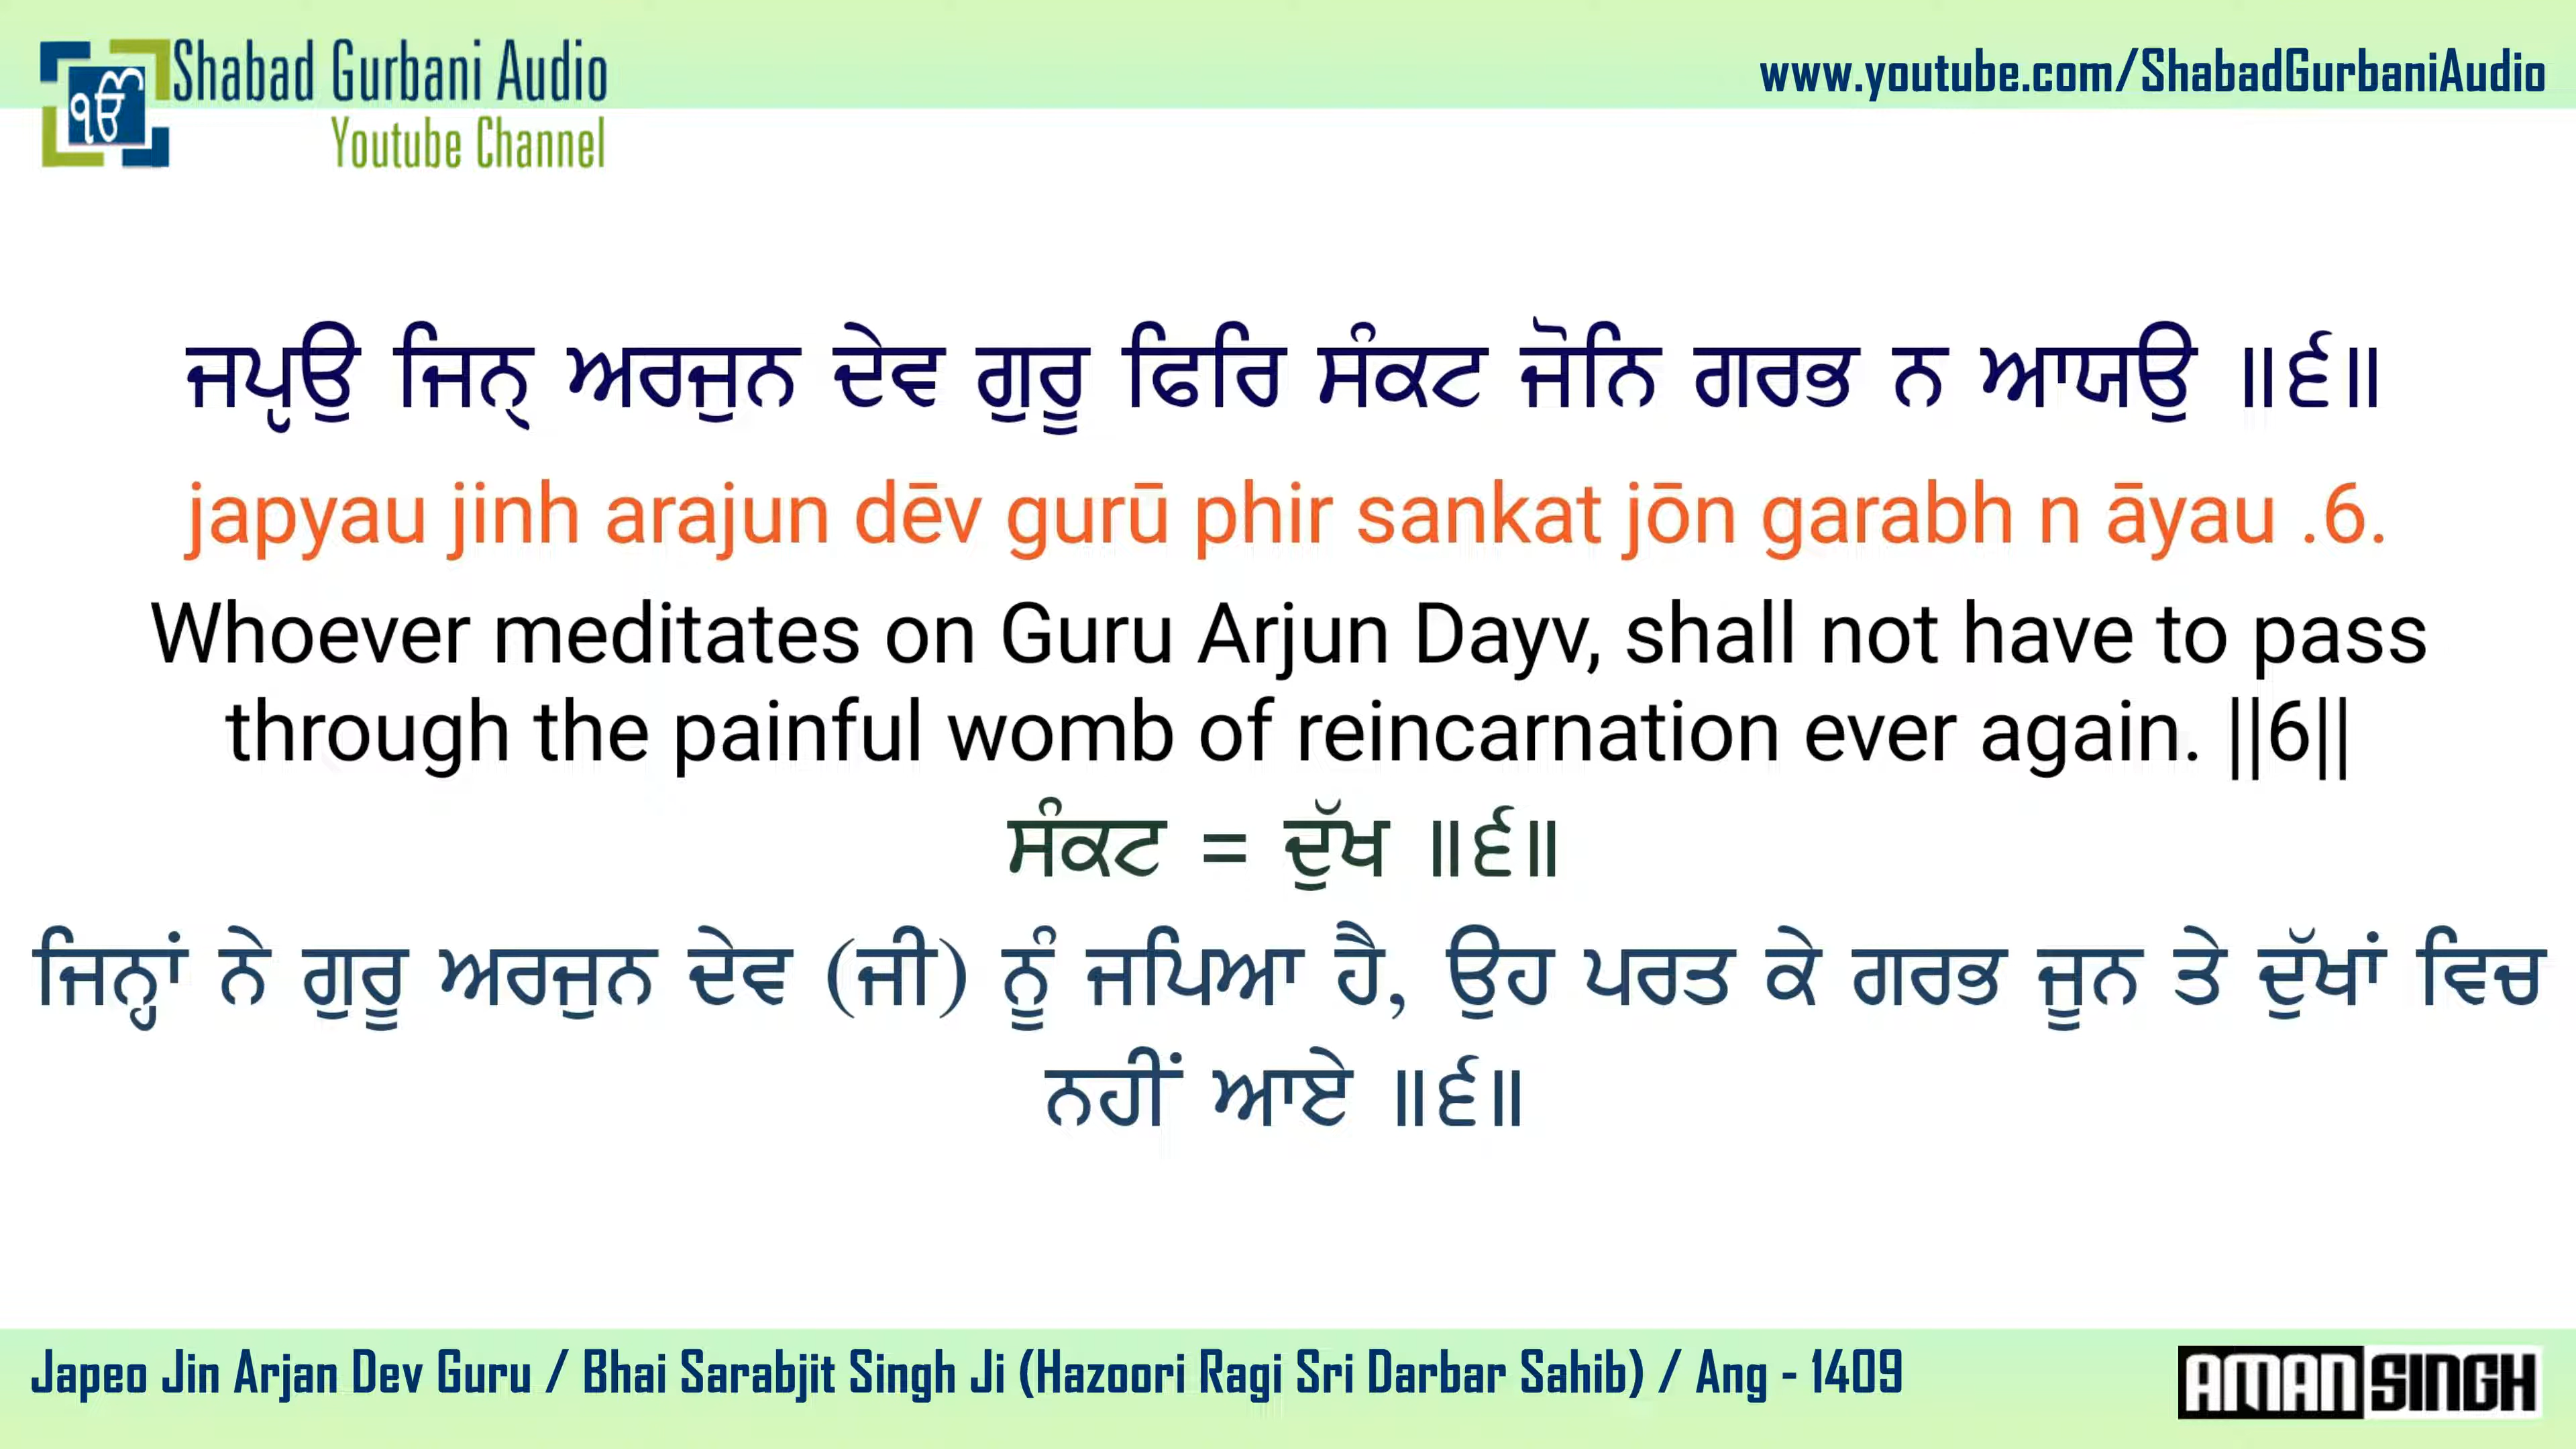 ੴ
Shabad Gurbani Audio
Youtube Channel
www.youtube.com/ShabadGurbaniAudio
ਜਪੵਉ ਜਿਨੑ ਅਰਜੁਨ ਦੇਵ ਗੁਰੂ ਫਿਰਿ ਸੰਕਟ ਜੋਨਿ ਗਰਭ ਨ ਆਯਉ ॥੬॥
japyau jinh arajun dēv gurū phir sankat jōn garabh n āyau .6.
Whoever meditates on Guru Arjun Dayv, shall not have to pass
through the painful womb of reincarnation ever again. ||6||
ਸੰਕਟ = ਦੁੱਖ ॥੬॥
ਜਿਨ੍ਹਾਂ ਨੇ ਗੁਰੂ ਅਰਜੁਨ ਦੇਵ (ਜੀ) ਨੂੰ ਜਪਿਆ ਹੈ, ਉਹ ਪਰਤ ਕੇ ਗਰਭ ਜੂਨ ਤੇ ਦੁੱਖਾਂ ਵਿਚ
ਨਹੀਂ ਆਏ ॥੬॥
Japeo Jin Arjan Dev Guru / Bhai Sarabjit Singh Ji (Hazoori Ragi Sri Darbar Sahib) / Ang - 1409
AMAN SINGH